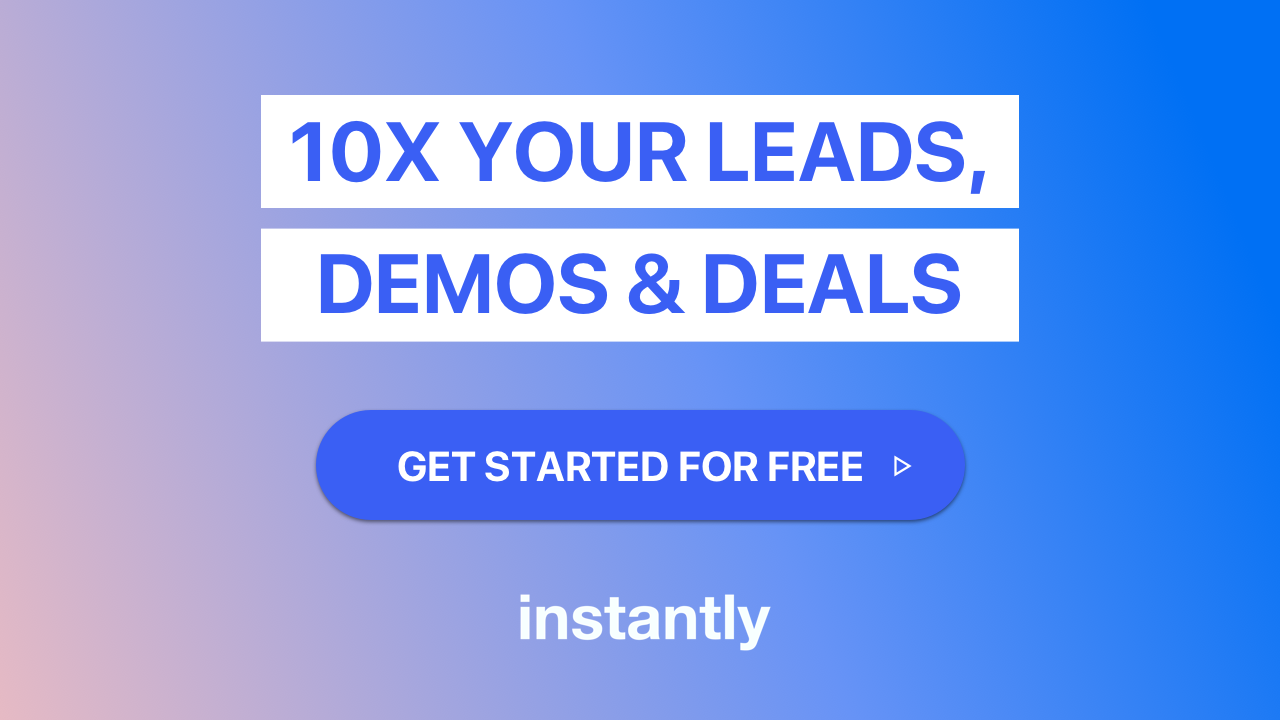 10X YOUR LEADS,
DEMOS & DEALS
GET STARTED FOR FREE
instantly